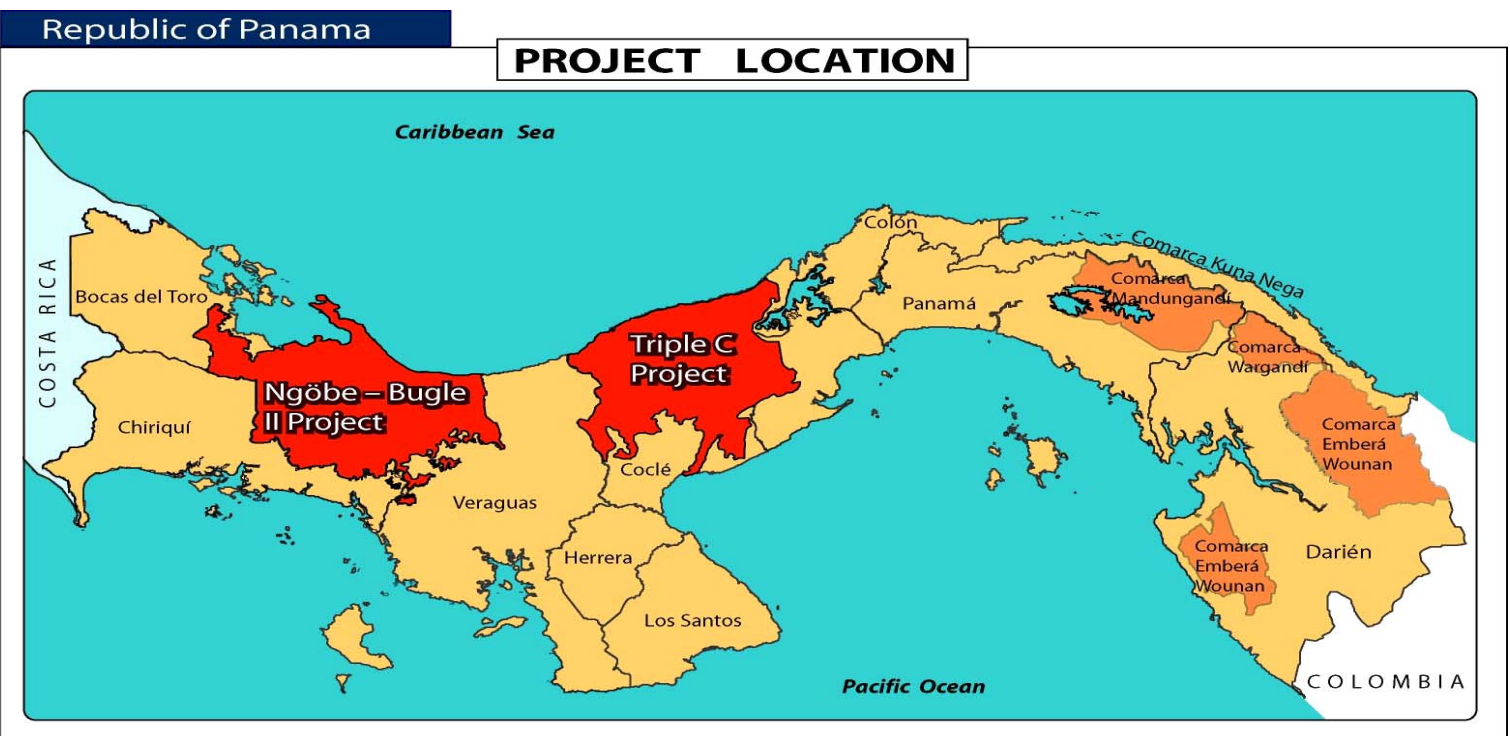 Republic of Panama
PROJECT LOCATION
Caribbean Sea
COSTA RICA
Bocas del Toro
Chiriquí
Ngöbe – Bugle
II Project
Veraguas
Triple C
Project
Coclé
Herrera
Los Santos
Colón
Panamá
Comarca Kuna Nega
Comarca
Mandungandí
Comarca
Wargandí
Comarca
Emberá
Wounan
Comarca
Emberá
Wounan
Darién
COLOMBIA
Pacific Ocean